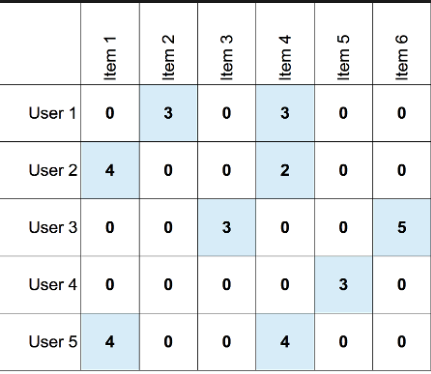 Item 1 Item 2 Item 3 Item 4 Item 5 Item 6
User 1 0 3 0 3 0 0
User 2 4 0 0 2 0 0
User 3 0 0 3 0 0 5
User 4 0 0 0 0 3 0
User 5 4 0 0 4 0 0